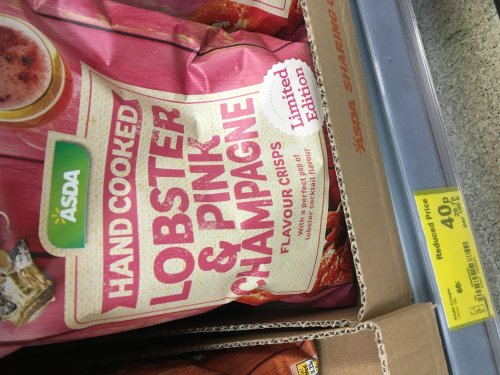 ASDA
HAND COOKED
LOBSTER
& PINK
CHAMPAGNE
FLAVOUR CRISPS
With a perfect pop of
lobster cocktail flavour
Limited
Edition
ASDA SHARING
Reduced Price
40p